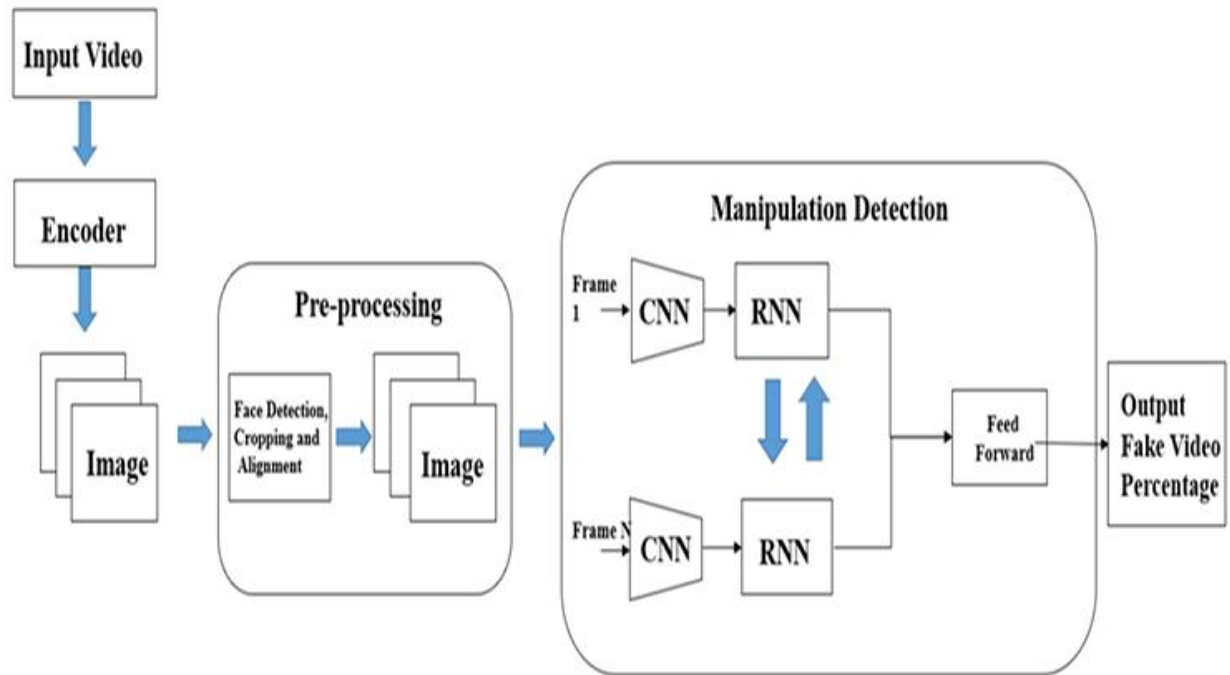 Input Video
Encoder
Image
Pre-processing
Face Detection,
Cropping and
Alignment
Image
Manipulation Detection
Frame
1
CNN
RNN
Frame N
CNN
RNN
Feed
Forward
Output
Fake Video
Percentage